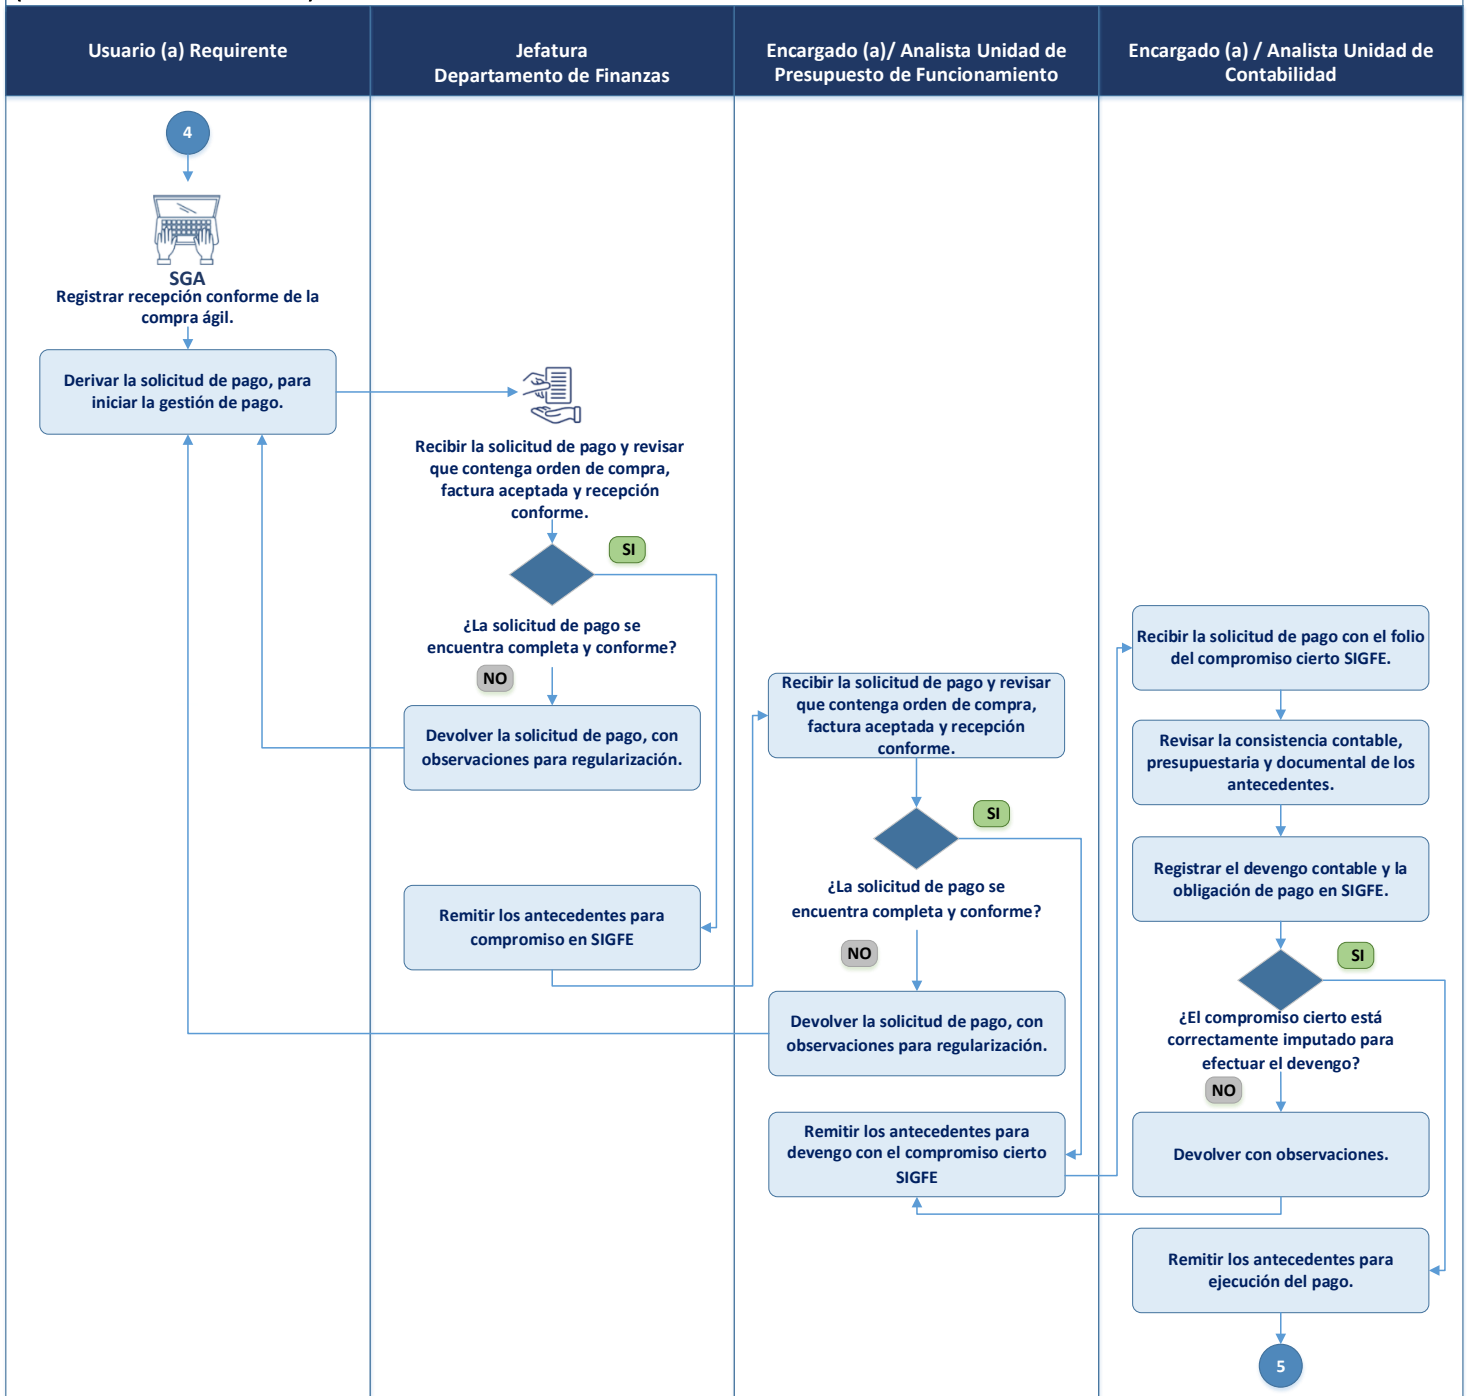 Usuario (a) Requirente
Jefatura
Departamento de Finanzas
Encargado (a)/ Analista Unidad de
Presupuesto de Funcionamiento
Encargado (a) / Analista Unidad de
Contabilidad
4
SGA
Registrar recepción conforme de la
compra ágil.
Derivar la solicitud de pago, para
iniciar la gestión de pago.
Recibir la solicitud de pago y revisar
que contenga orden de compra,
factura aceptada y recepción
conforme.
SI
¿La solicitud de pago se
encuentra completa y conforme?
NO
Devolver la solicitud de pago, con
observaciones para regularización.
Remitir los antecedentes para
compromiso en SIGFE
Recibir la solicitud de pago y revisar
que contenga orden de compra,
factura aceptada y recepción
conforme.
SI
¿La solicitud de pago se
encuentra completa y conforme?
NO
Devolver la solicitud de pago, con
observaciones para regularización.
Remitir los antecedentes para
devengo con el compromiso cierto
SIGFE
Recibir la solicitud de pago con el folio
del compromiso cierto SIGFE.
Revisar la consistencia contable,
presupuestaria y documental de los
antecedentes.
Registrar el devengo contable y la
obligación de pago en SIGFE.
SI
¿El compromiso cierto está
correctamente imputado para
efectuar el devengo?
NO
Devolver con observaciones.
Remitir los antecedentes para
ejecución del pago.
5